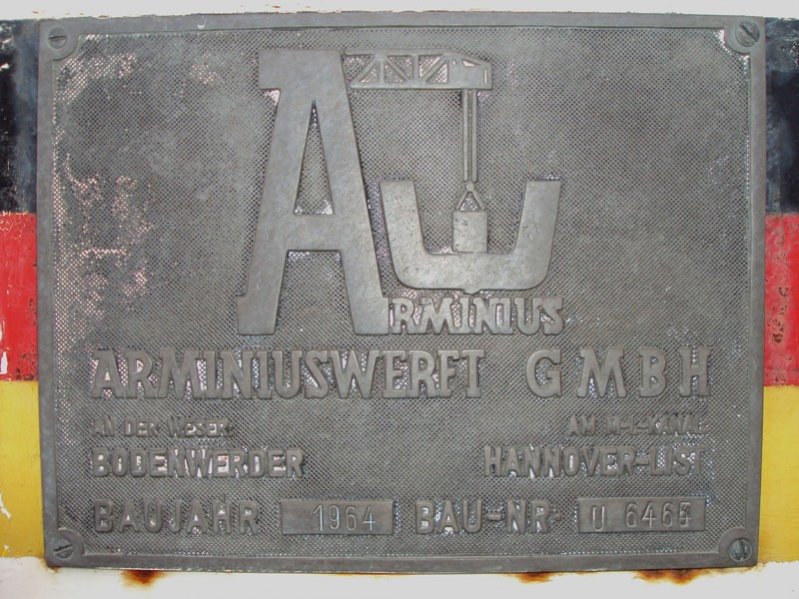 ARMINIUS
ARMINIUSWERFT GMBH
AN DER WESER AM M-L-KANAL
BODENWERDER HANNOVER-LIST
BAUJAHR 1964 BAU-NR U 6465